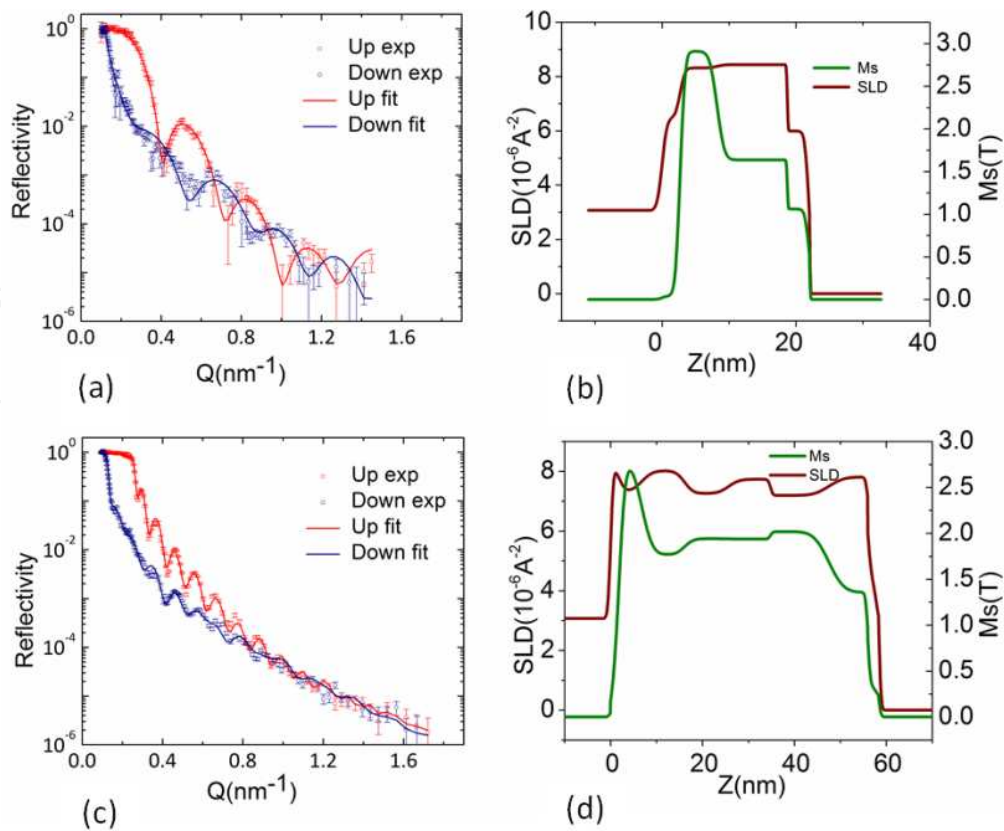 10⁰
10⁻²
10⁻⁴
10⁻⁶
Reflectivity
Up exp
Down exp
Up fit
Down fit
0.0 0.4 0.8 1.2 1.6
Q(nm⁻¹)
(a)
10
8
6
4
2
0
SLD(10⁻⁶A⁻²)
Ms
SLD
3.0
2.5
2.0
1.5
1.0
0.5
0.0
Ms(T)
0 20 40
Z(nm)
(b)
10⁰
10⁻²
10⁻⁴
10⁻⁶
Reflectivity
Up exp
Down exp
Up fit
Down fit
0.0 0.4 0.8 1.2 1.6
Q(nm⁻¹)
(c)
8
6
4
2
0
SLD(10⁻⁶A⁻²)
Ms
SLD
3.0
2.5
2.0
1.5
1.0
0.5
0.0
Ms(T)
0 20 40 60
Z(nm)
(d)